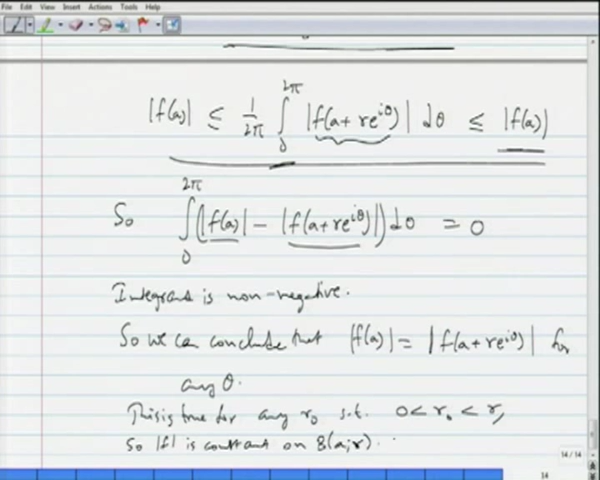 File Edit View Insert Actions Tools Help
|f(a)| ≤ 1/2π ∫₀^2π |f(a + re^iθ)| dθ ≤ |f(a)|
So ∫₀^2π (|f(a)| − |f(a+re^iθ)|) dθ = 0
Integrand is non-negative.
So we can conclude that |f(a)| = |f(a+re^iθ)| for
any θ.
This is true for any r₀ s.t. 0 < r₀ < r,
So |f| is constant on B(a;r).
14 / 14
14